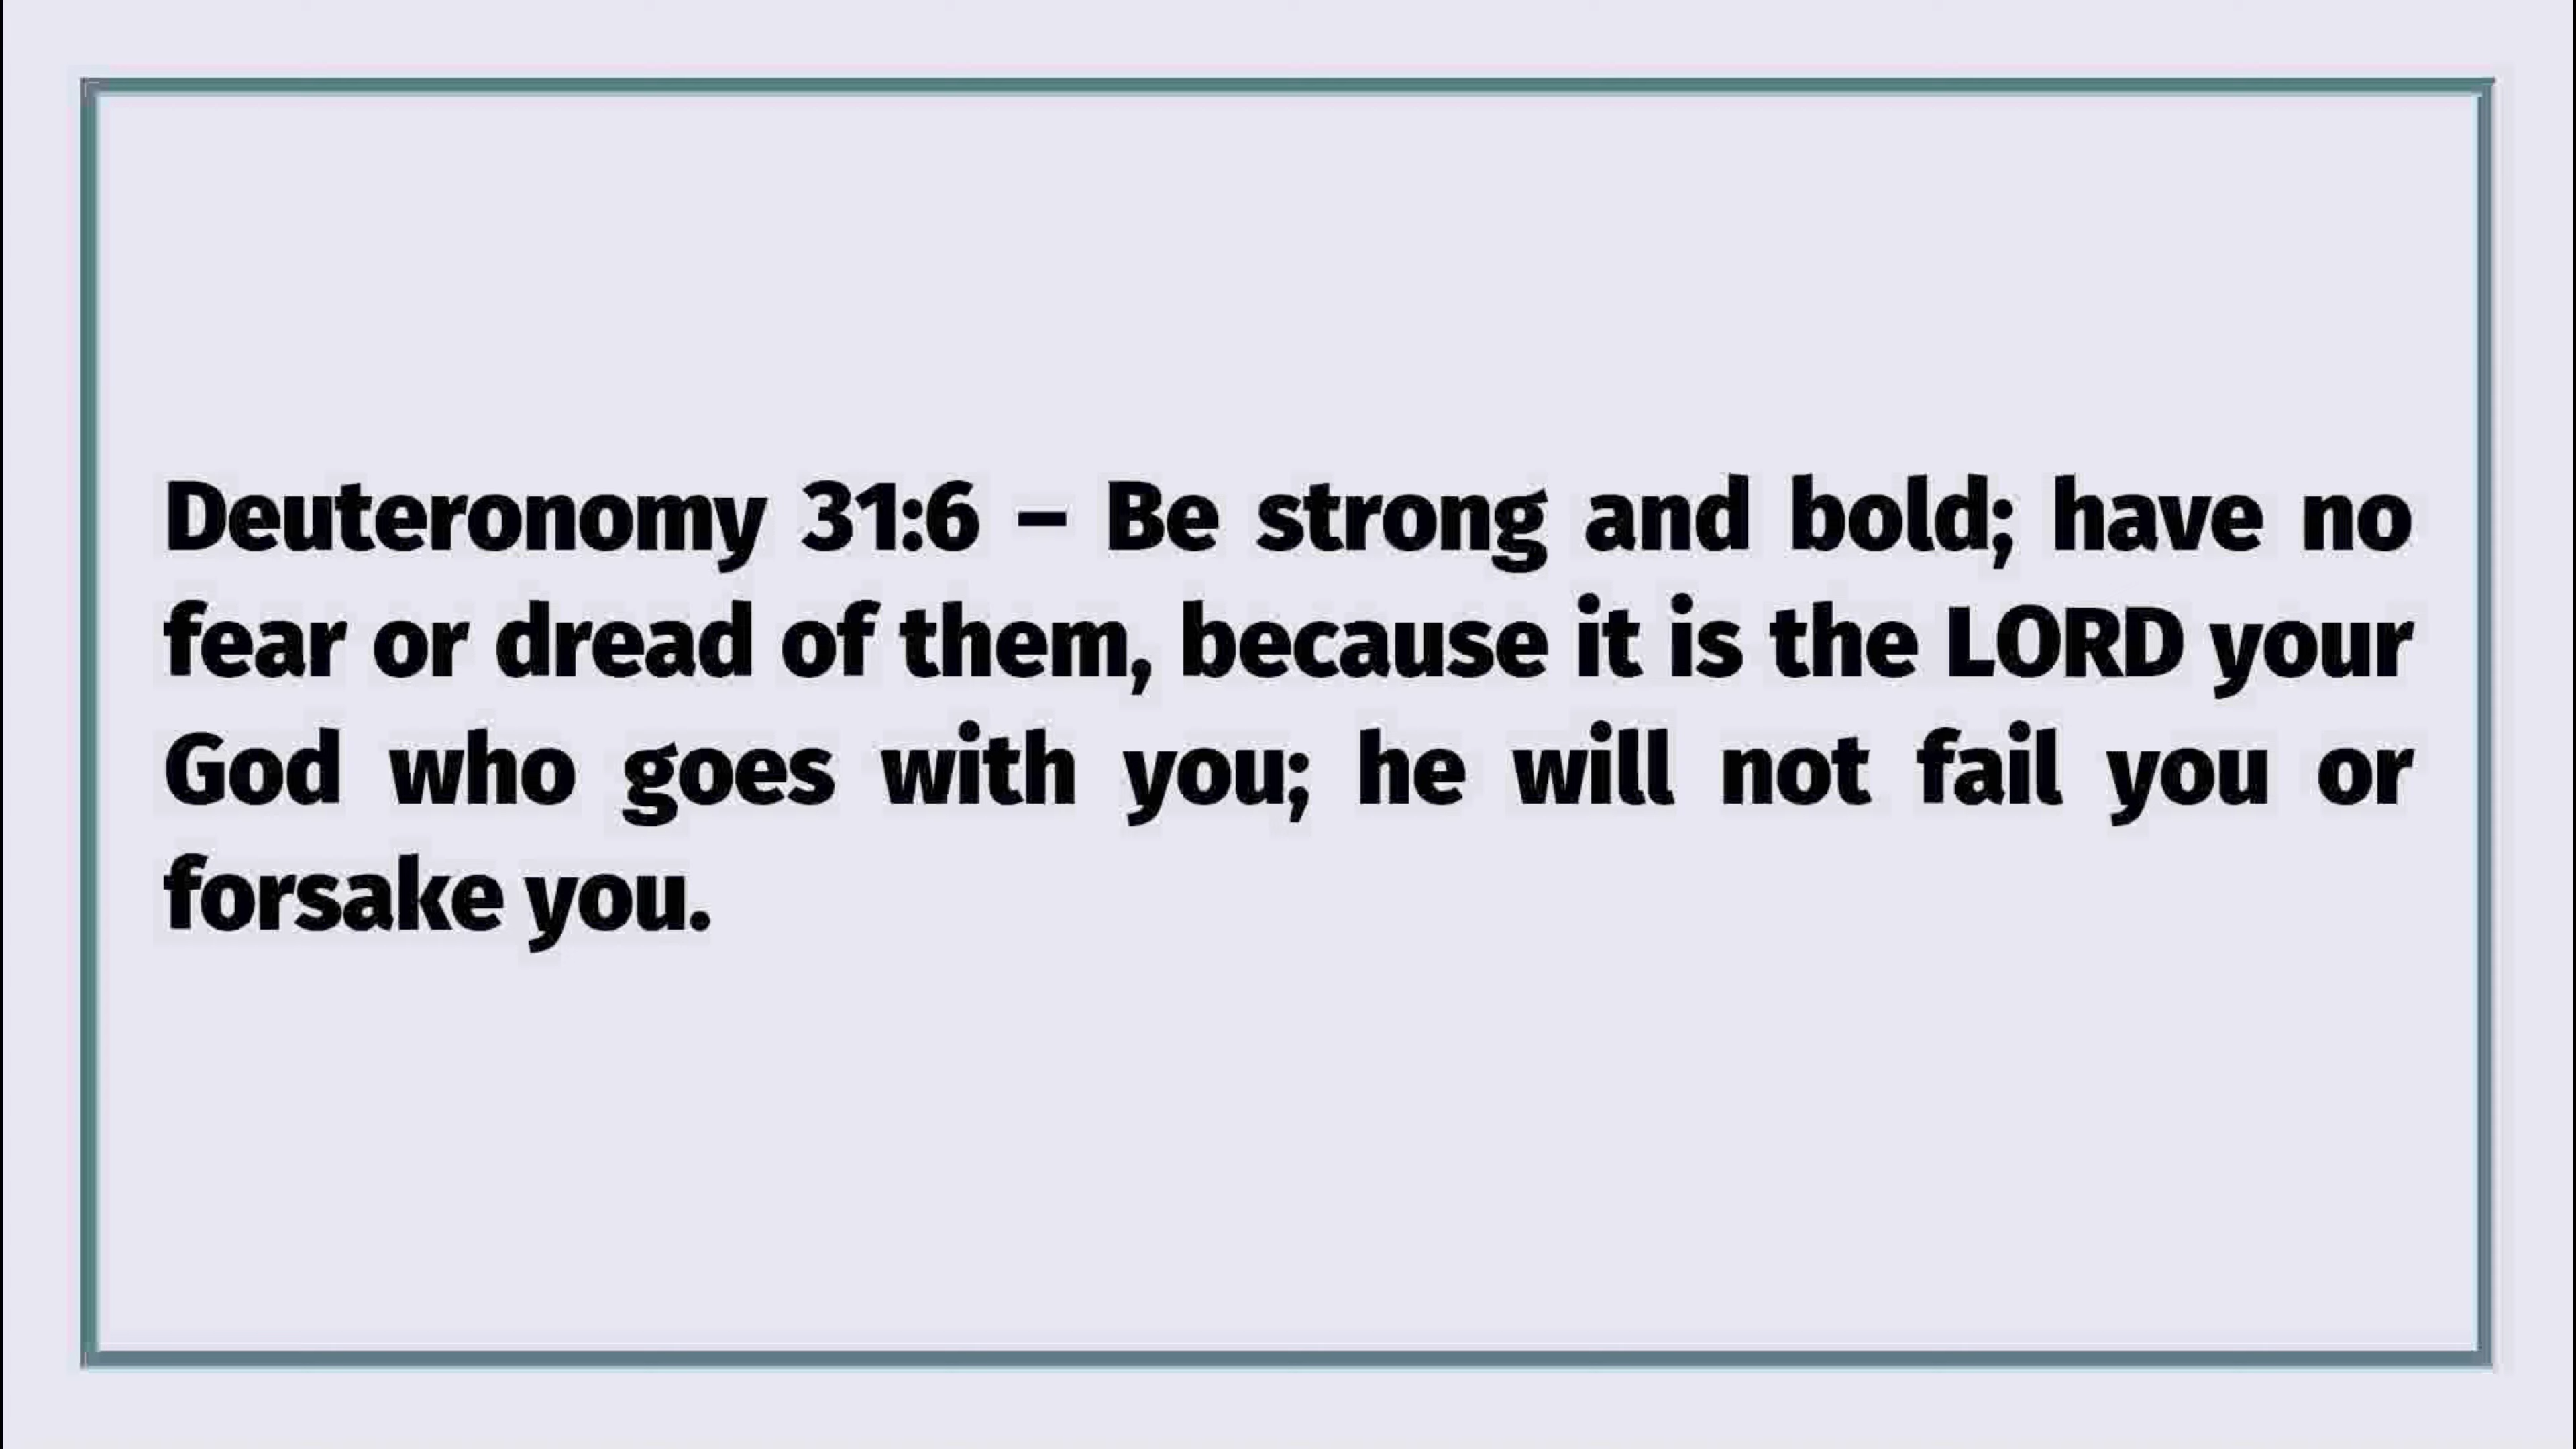 Deuteronomy 31:6 – Be strong and bold; have no
fear or dread of them, because it is the LORD your
God who goes with you; he will not fail you or
forsake you.